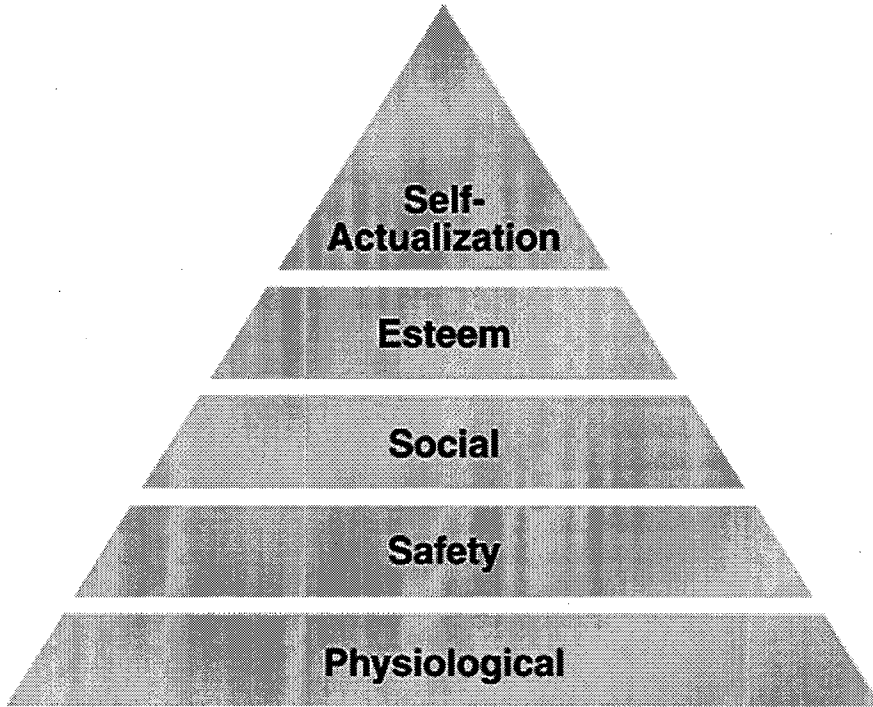 Self-
Actualization
Esteem
Social
Safety
Physiological